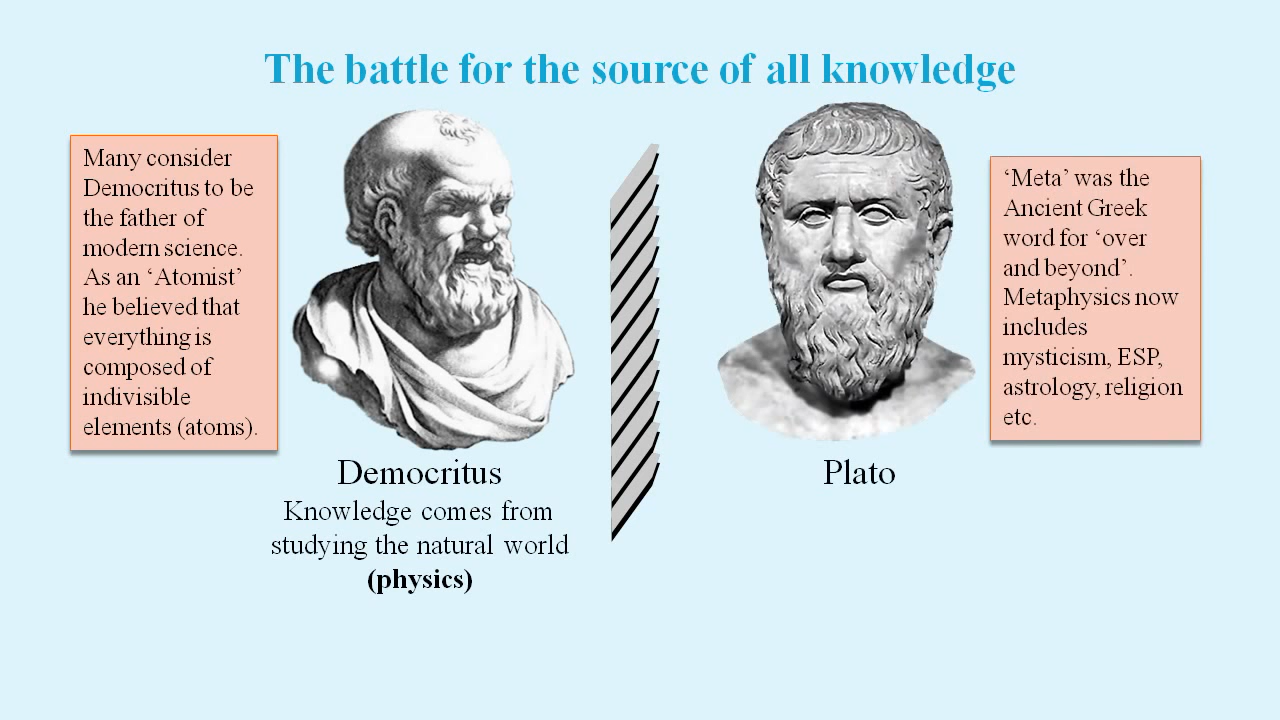 The battle for the source of all knowledge
Many consider
Democritus to be
the father of
modern science.
As an ‘Atomist’
he believed that
everything is
composed of
indivisible
elements (atoms).
‘Meta’ was the
Ancient Greek
word for ‘over
and beyond’.
Metaphysics now
includes
mysticism, ESP,
astrology, religion
etc.
Democritus
Knowledge comes from
studying the natural world
(physics)
Plato